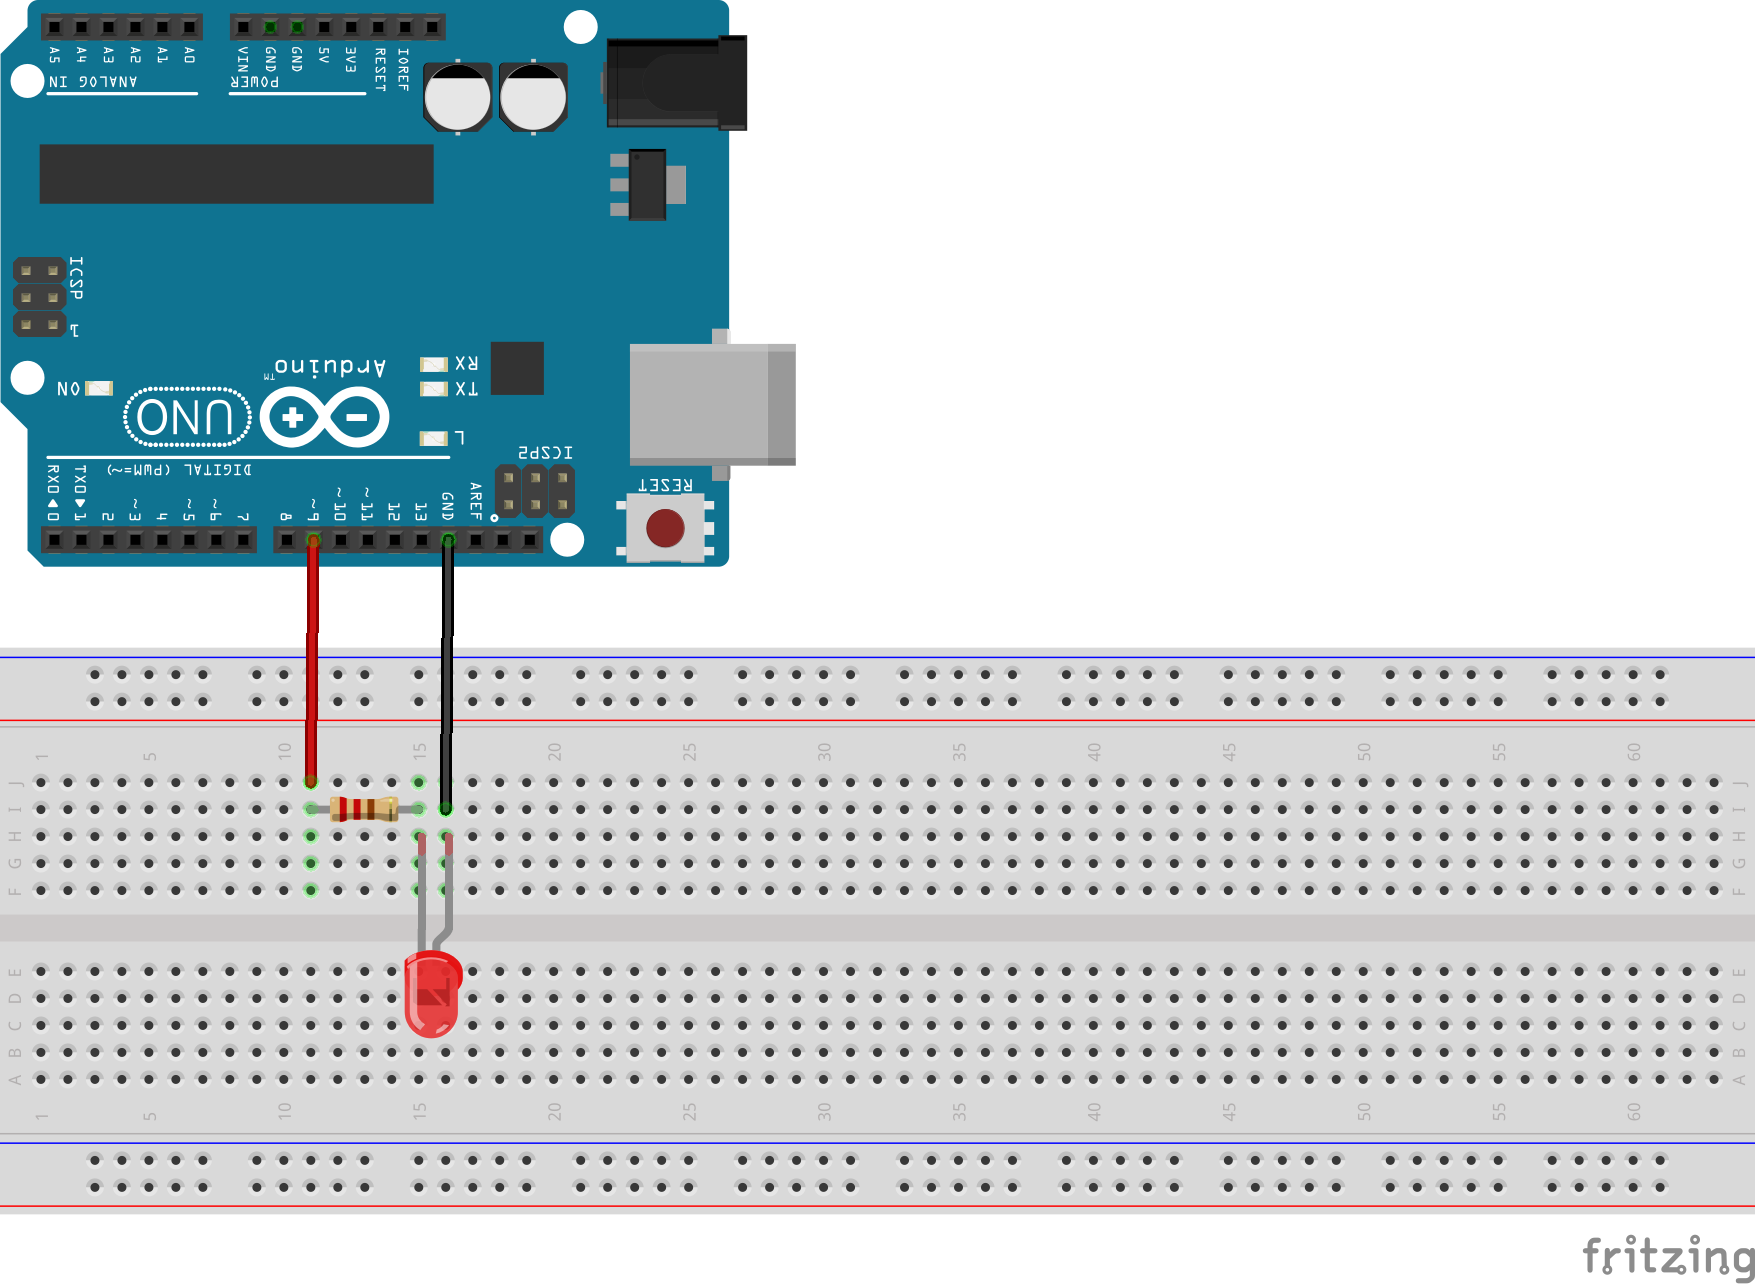 A5 A4 A3 A2 A1 A0
VIN GND GND 5V 3V3 RESET IOREF
ANALOG IN
POWER
ICSP
1
Arduino
TM
RX
TX
ON
UNO
L
ICSP2
DIGITAL (PWM=~)
RESET
RX0◄0 TX0►1 2 ~3 4 ~5 ~6 7 8 ~9 ~10 ~11 12 13 GND AREF
1 5 10 15 20 25 30 35 40 45 50 55 60
J J
I I
H H
G G
F F
E E
D D
C C
B B
A A
1 5 10 15 20 25 30 35 40 45 50 55 60
fritzing